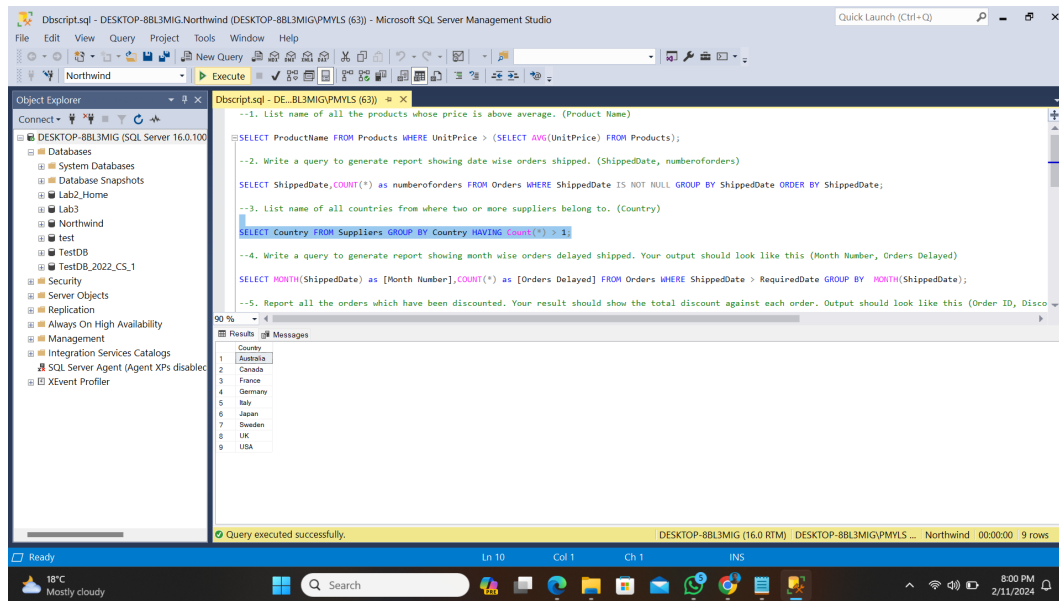 Dbscript.sql - DESKTOP-8BL3MIG.Northwind (DESKTOP-8BL3MIG\PMYLS (63)) - Microsoft SQL Server Management Studio
Quick Launch (Ctrl+Q)
File Edit View Query Project Tools Window Help
New Query
Northwind
Execute
Object Explorer
Dbscript.sql - DE...BL3MIG\PMYLS (63))
Connect
DESKTOP-8BL3MIG (SQL Server 16.0.100
Databases
System Databases
Database Snapshots
Lab2_Home
Lab3
Northwind
test
TestDB
TestDB_2022_CS_1
Security
Server Objects
Replication
Always On High Availability
Management
Integration Services Catalogs
SQL Server Agent (Agent XPs disablec
XEvent Profiler
--1. List name of all the products whose price is above average. (Product Name)
SELECT ProductName FROM Products WHERE UnitPrice > (SELECT AVG(UnitPrice) FROM Products);
--2. Write a query to generate report showing date wise orders shipped. (ShippedDate, numberoforders)
SELECT ShippedDate,COUNT(*) as numberoforders FROM Orders WHERE ShippedDate IS NOT NULL GROUP BY ShippedDate ORDER BY ShippedDate;
--3. List name of all countries from where two or more suppliers belong to. (Country)
SELECT Country FROM Suppliers GROUP BY Country HAVING Count(*) > 1;
--4. Write a query to generate report showing month wise orders delayed shipped. Your output should look like this (Month Number, Orders Delayed)
SELECT MONTH(ShippedDate) as [Month Number],COUNT(*) as [Orders Delayed] FROM Orders WHERE ShippedDate > RequiredDate GROUP BY MONTH(ShippedDate);
--5. Report all the orders which have been discounted. Your result should show the total discount against each order. Output should look like this (Order ID, Disco
90 %
Results Messages
Country
1 Australia
2 Canada
3 France
4 Germany
5 Italy
6 Japan
7 Sweden
8 UK
9 USA
Query executed successfully.
DESKTOP-8BL3MIG (16.0 RTM) DESKTOP-8BL3MIG\PMYLS ... Northwind 00:00:00 9 rows
Ready Ln 10 Col 1 Ch 1 INS
18°C
Mostly cloudy
Search
PRE
5
8:00 PM
2/11/2024